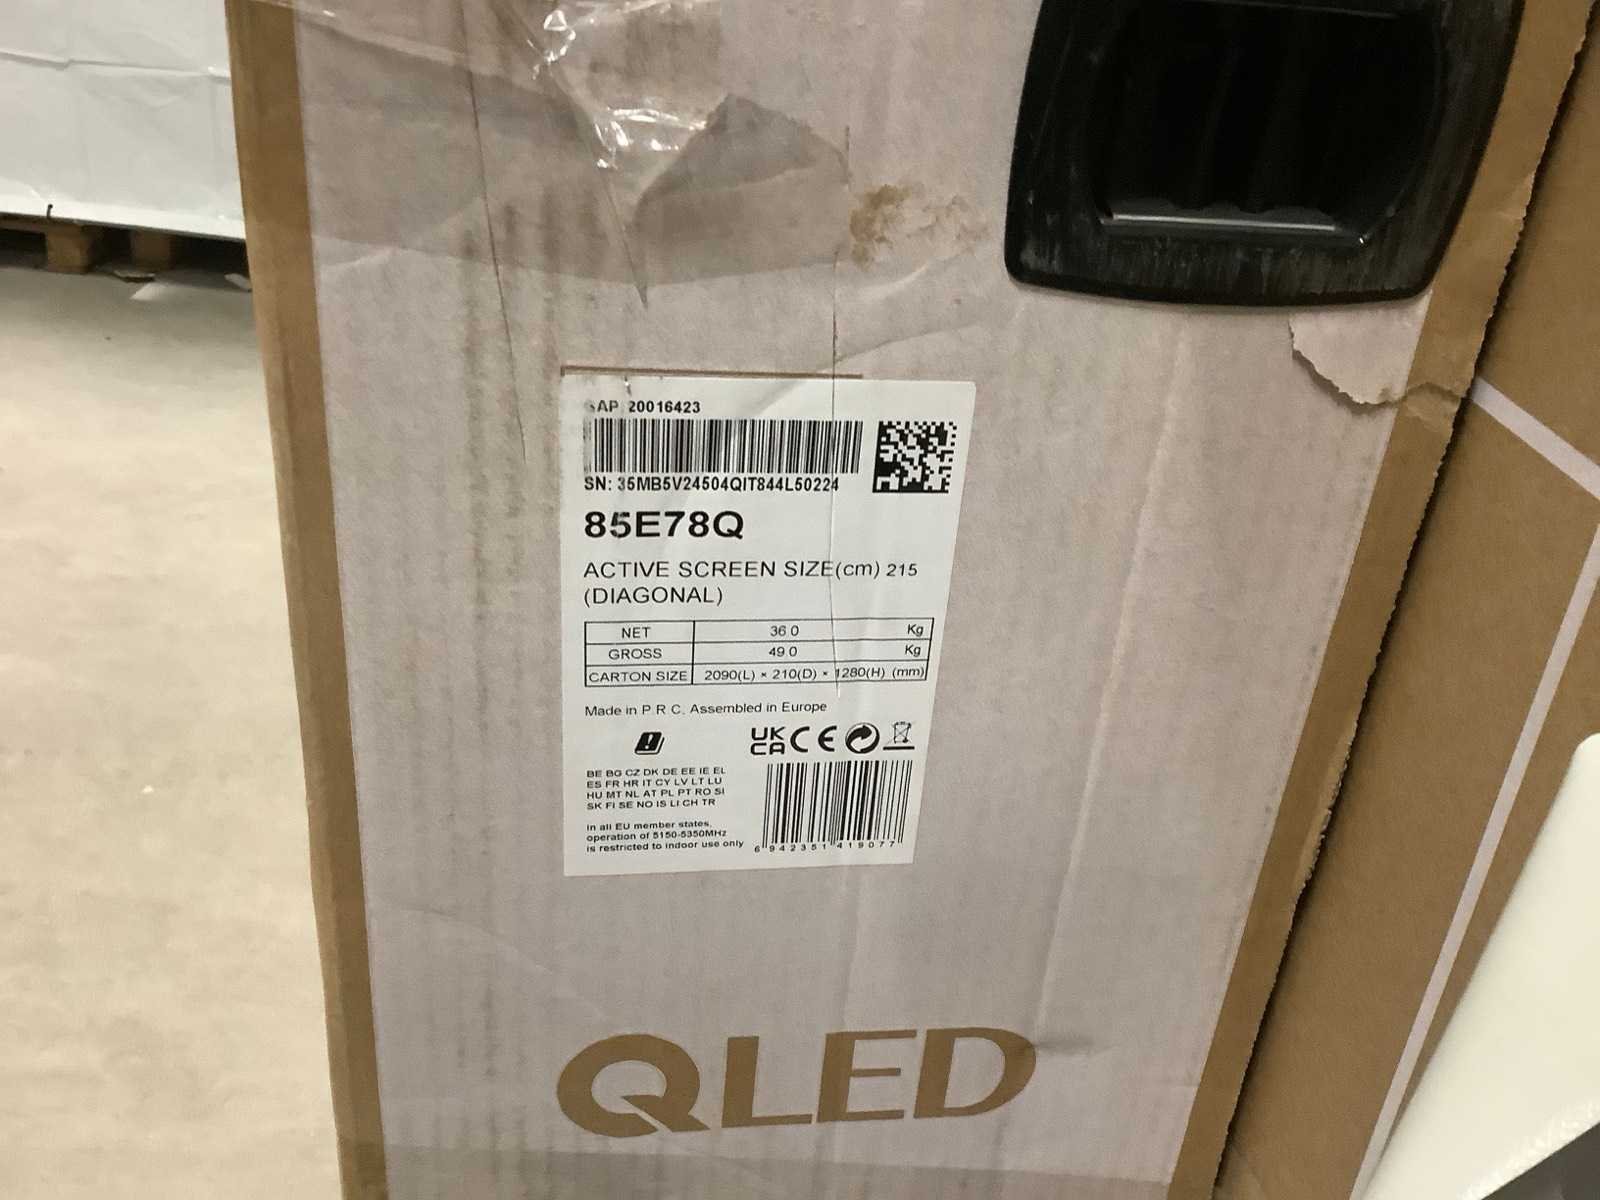 SAP 20016423
SN: 35MB5V24504QIT844L50224
85E78Q
ACTIVE SCREEN SIZE(cm) 215
(DIAGONAL)
NET 36.0 Kg
GROSS 49.0 Kg
CARTON SIZE 2090(L) × 210(D) × 1280(H) (mm)
Made in P.R.C. Assembled in Europe
UK CA CE
BE BG CZ DK DE EE IE EL
ES FR HR IT CY LV LT LU
HU MT NL AT PL PT RO SI
SK FI SE NO IS LI CH TR
In all EU member states,
operation of 5150-5350MHz
is restricted to indoor use only
6 942351 419077
QLED